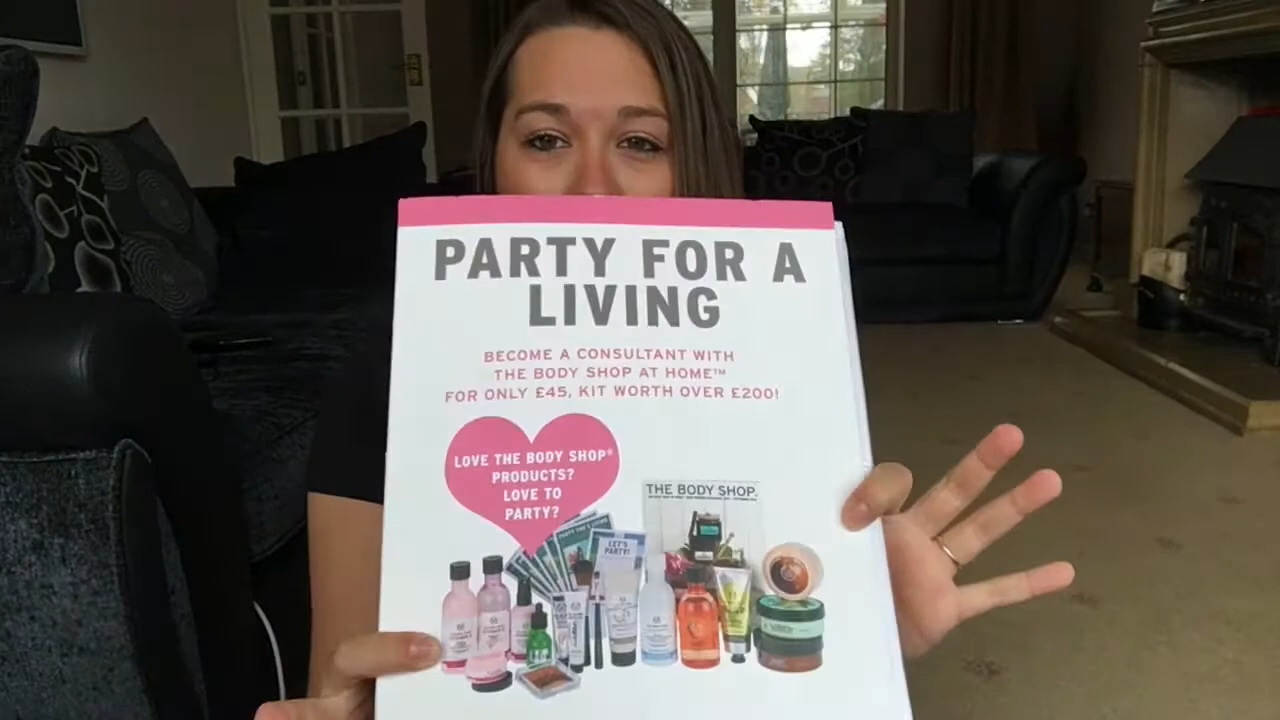 PARTY FOR A
LIVING
BECOME A CONSULTANT WITH
THE BODY SHOP AT HOME™
FOR ONLY £45, KIT WORTH OVER £200!
LOVE THE BODY SHOP®
PRODUCTS?
LOVE TO
PARTY?
THE BODY SHOP.
LET'S
PARTY!